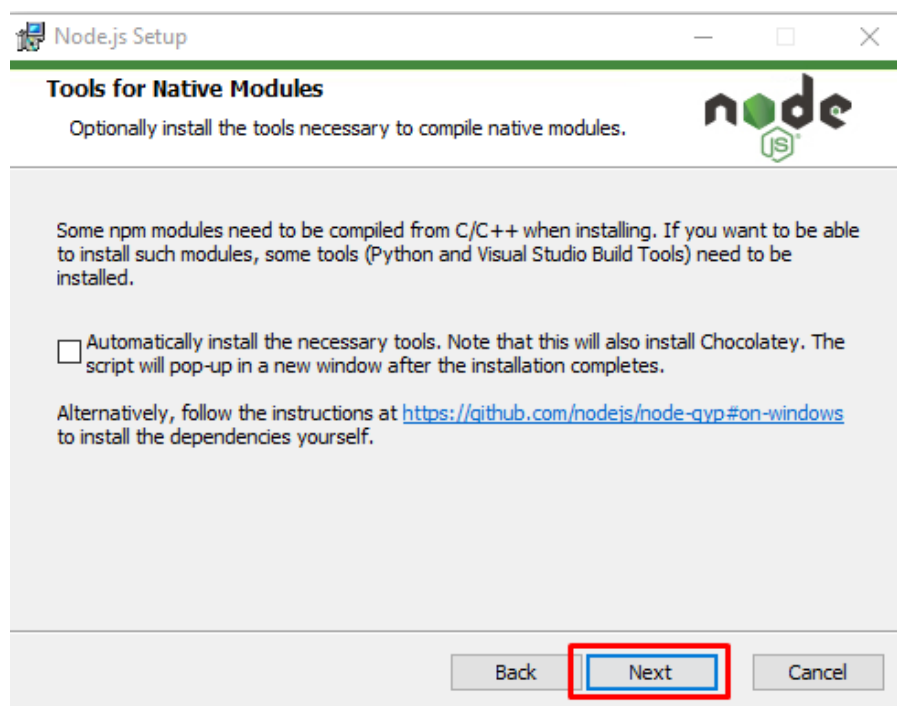 Node.js Setup
Tools for Native Modules
Optionally install the tools necessary to compile native modules.
node
JS
Some npm modules need to be compiled from C/C++ when installing. If you want to be able
to install such modules, some tools (Python and Visual Studio Build Tools) need to be
installed.
Automatically install the necessary tools. Note that this will also install Chocolatey. The
script will pop-up in a new window after the installation completes.
Alternatively, follow the instructions at https://github.com/nodejs/node-gyp#on-windows
to install the dependencies yourself.
Back Next Cancel